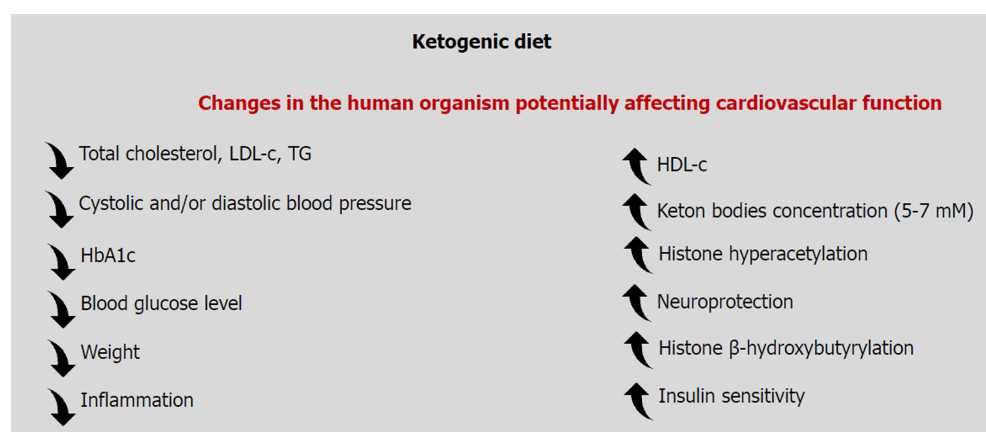 Ketogenic diet
Changes in the human organism potentially affecting cardiovascular function
Total cholesterol, LDL-c, TG
Cystolic and/or diastolic blood pressure
HbA1c
Blood glucose level
Weight
Inflammation
HDL-c
Keton bodies concentration (5-7 mM)
Histone hyperacetylation
Neuroprotection
Histone β-hydroxybutyrylation
Insulin sensitivity